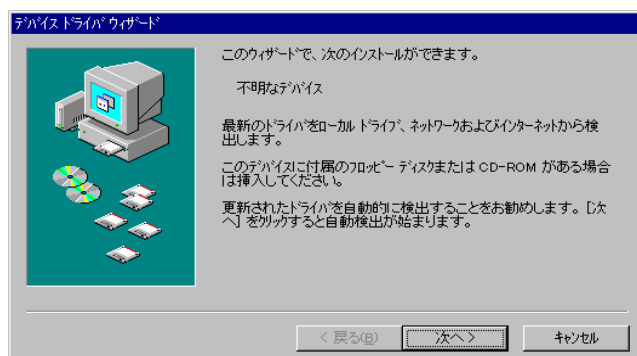 ﾃﾞﾊﾞｲｽ ﾄﾞﾗｲﾊﾞ ｳｨｻﾞｰﾄﾞ
このｳｨｻﾞｰﾄﾞで、次のｲﾝｽﾄｰﾙができます。
不明なﾃﾞﾊﾞｲｽ
最新のﾄﾞﾗｲﾊﾞをﾛｰｶﾙ ﾄﾞﾗｲﾌﾞ、ﾈｯﾄﾜｰｸおよびｲﾝﾀｰﾈｯﾄから検
出します。
このﾃﾞﾊﾞｲｽに付属のﾌﾛｯﾋﾟｰ ﾃﾞｨｽｸまたは CD-ROM がある場合
は挿入してください。
更新されたﾄﾞﾗｲﾊﾞを自動的に検出することをお勧めします。[次
へ] をｸﾘｯｸすると自動検出が始まります。
< 戻る(B)
次へ >
ｷｬﾝｾﾙ